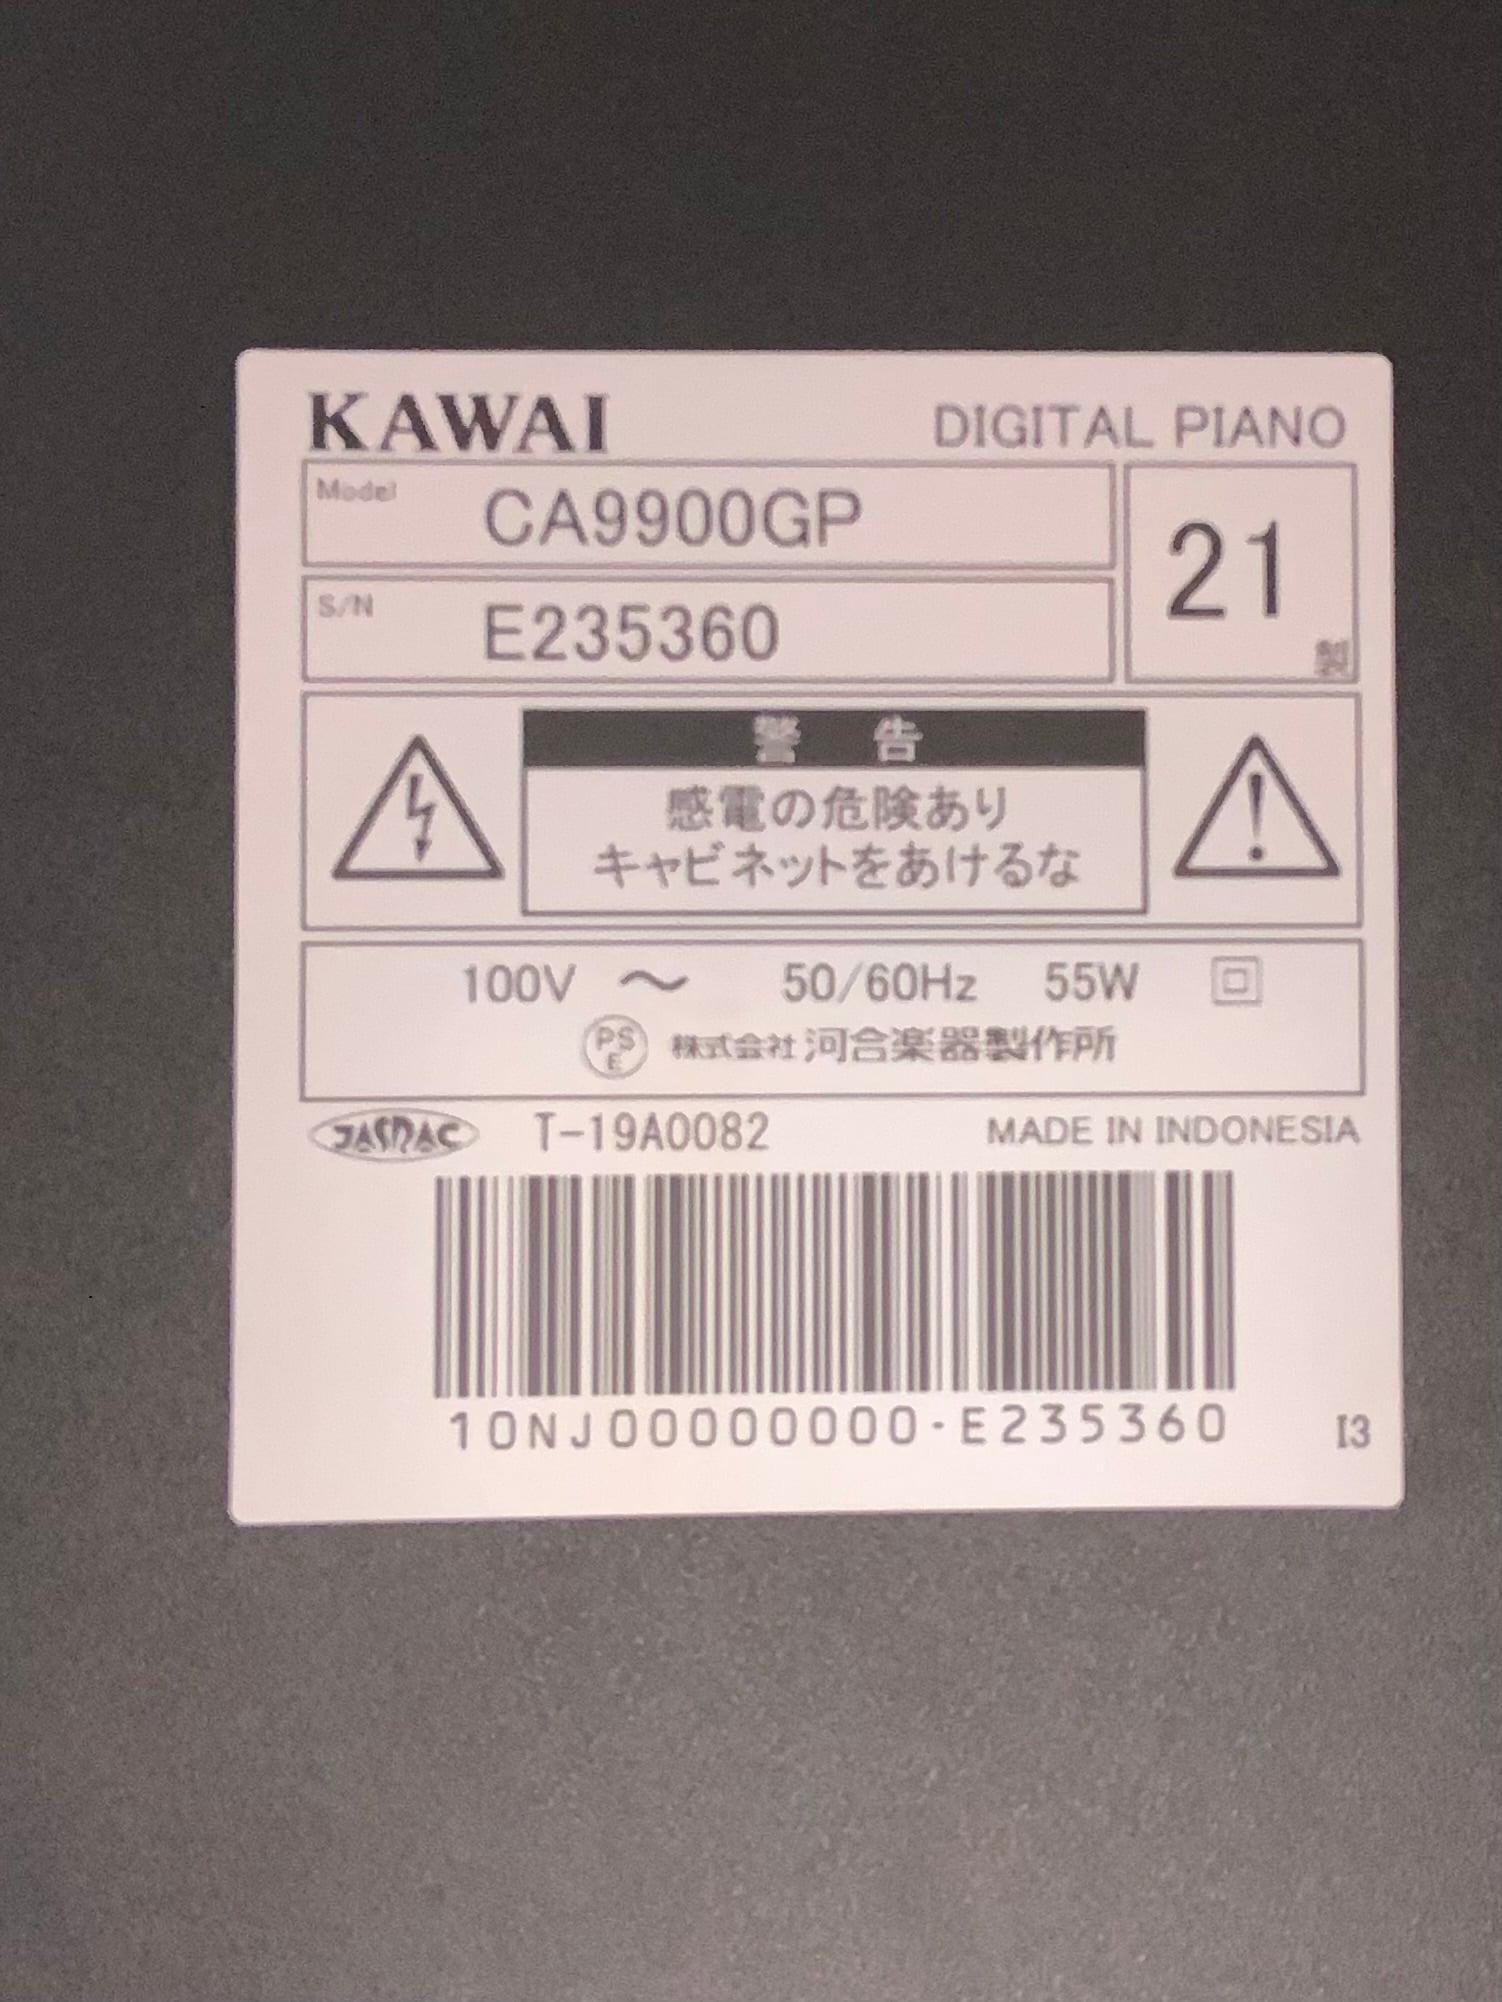 KAWAI DIGITAL PIANO
Model CA9900GP
21 製
S/N E235360
警告
感電の危険あり
キャビネットをあけるな
100V ～ 50/60Hz 55W
PSE 株式会社 河合楽器製作所
JASRAC T-19A0082 MADE IN INDONESIA
10NJ00000000-E235360 I3